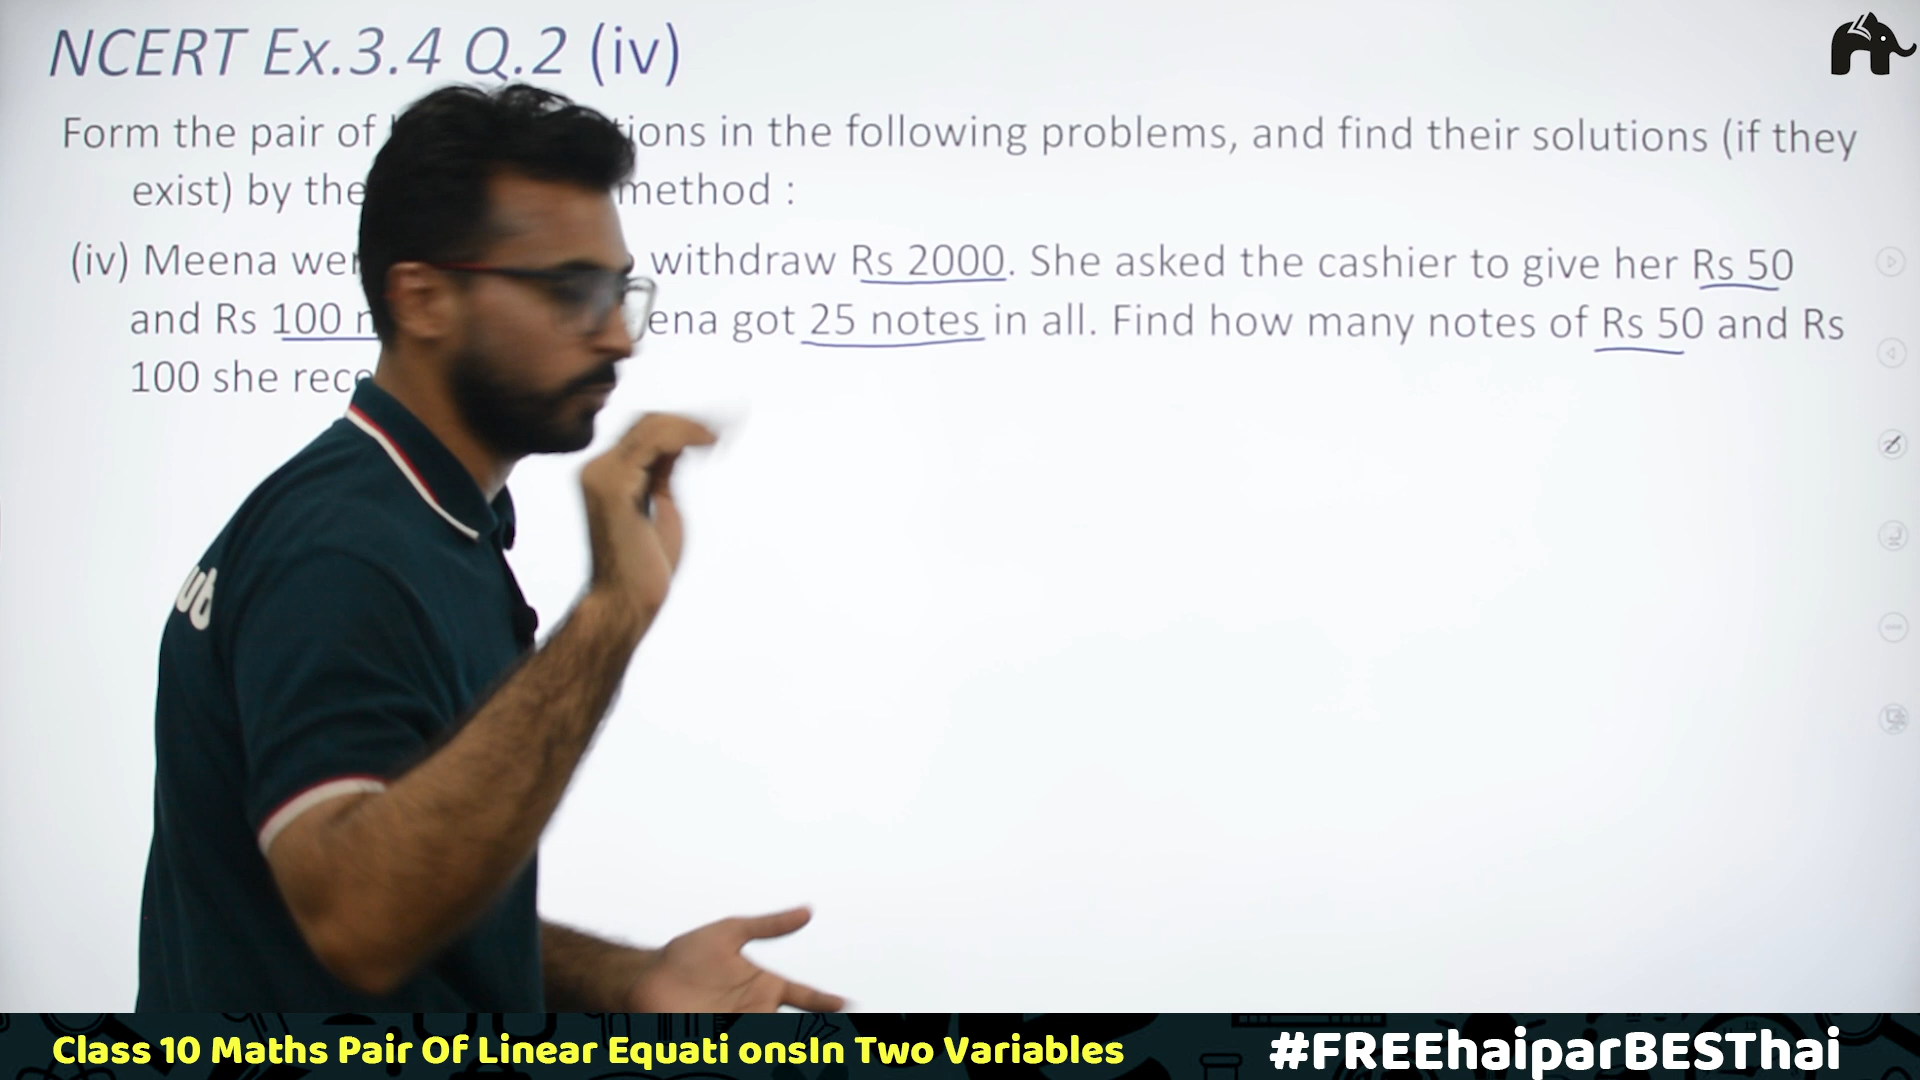 NCERT Ex.3.4 Q.2 (iv)
Form the pair of ions in the following problems, and find their solutions (if they
exist) by the method :
(iv) Meena withdraw Rs 2000. She asked the cashier to give her Rs 50
and Rs 100 ena got 25 notes in all. Find how many notes of Rs 50 and Rs
100 she
ub
Class 10 Maths Pair Of Linear Equati onsIn Two Variables
#FREEhaiparBESThai